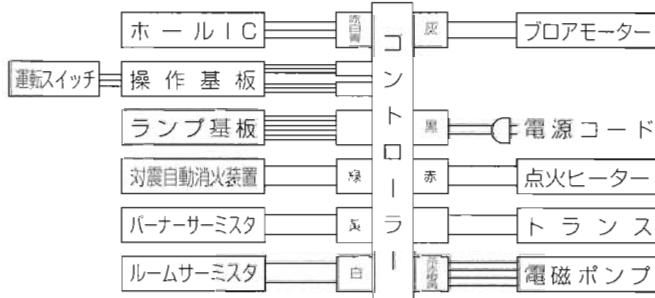 ホールIC
赤白青
コントローラー
灰
ブロアモーター
運転スイッチ
操作基板
ランプ基板
黒
電源コード
対震自動消火装置
緑
赤
点火ヒーター
バーナーサーミスタ
トランス
ルームサーミスタ
白
電磁ポンプ